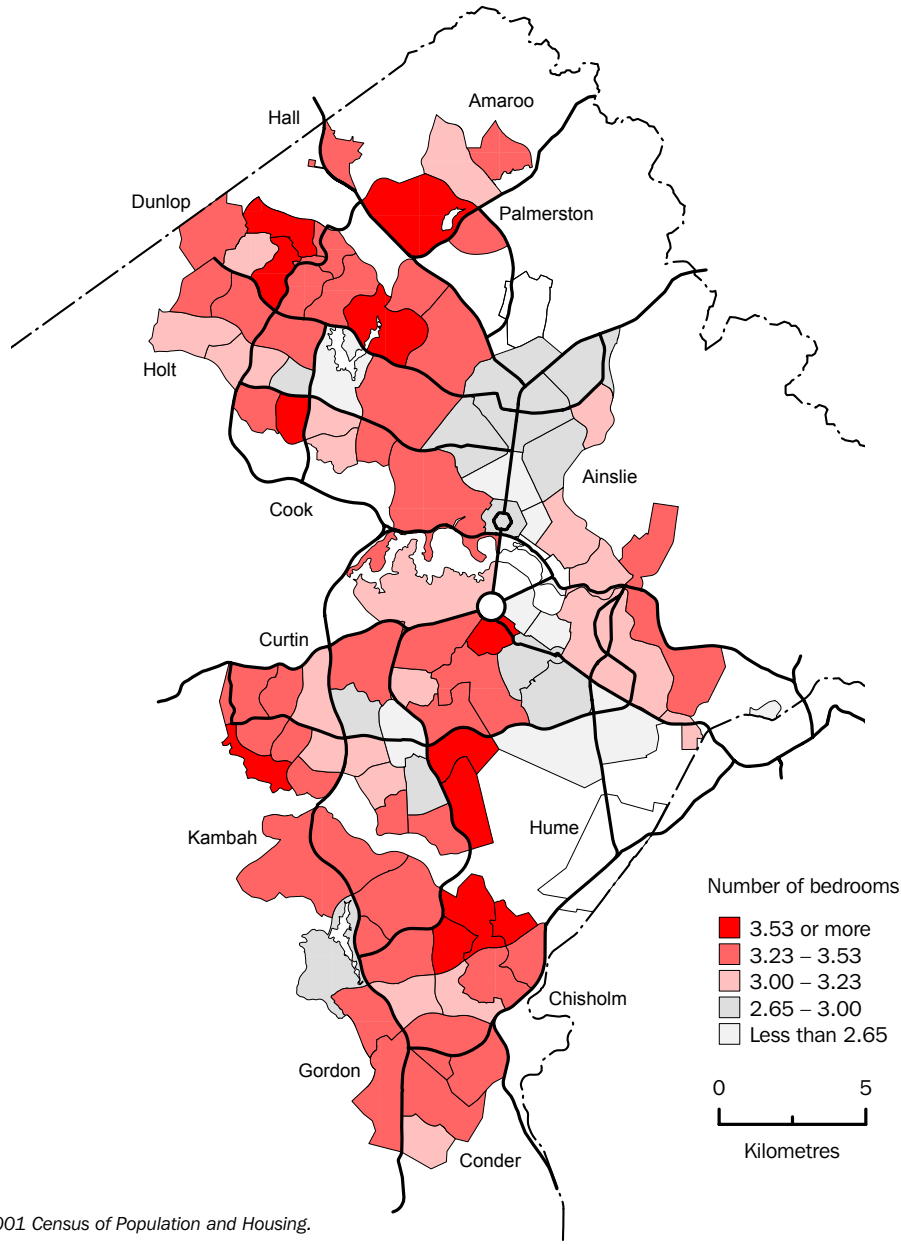 Amaroo
Hall
Dunlop
Palmerston
Holt
Ainslie
Cook
Curtin
Kambah
Hume
Number of bedrooms
3.53 or more
3.23 – 3.53
3.00 – 3.23
2.65 – 3.00
Less than 2.65
Chisholm
Gordon
0 5
Kilometres
Conder
001 Census of Population and Housing.